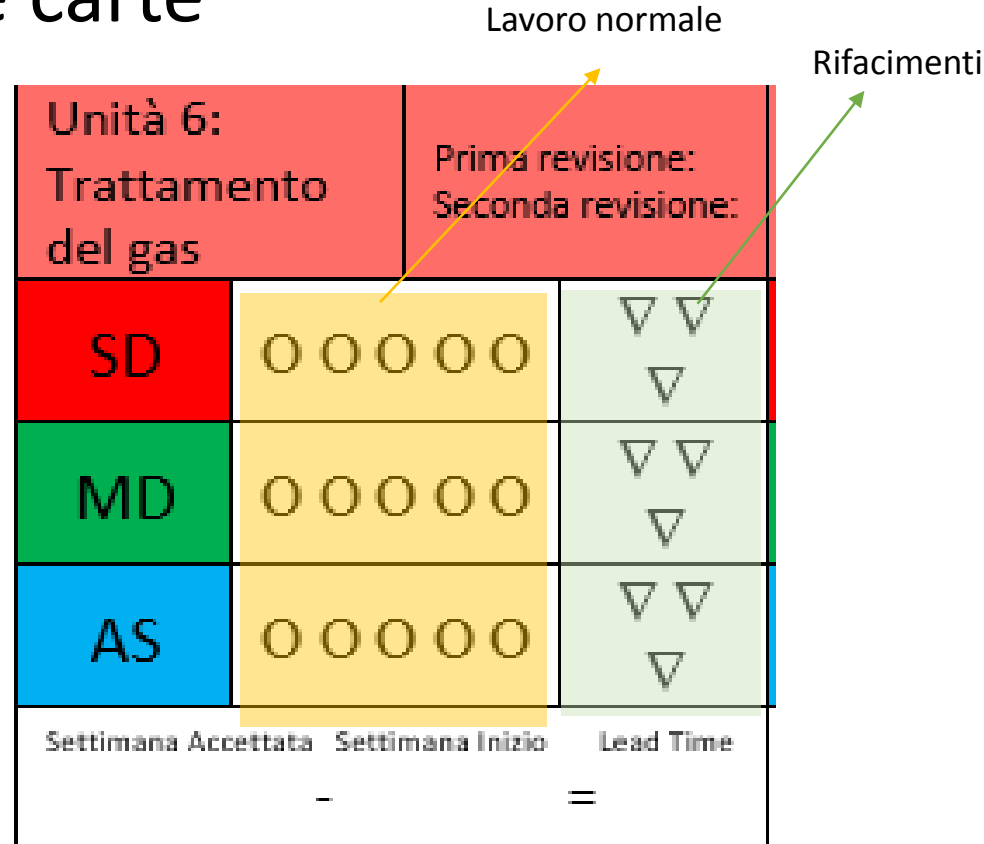 e carte
Lavoro normale
Rifacimenti
Unità 6:
Trattamento
del gas
Prima revisione:
Seconda revisione:
SD
O O O O O
▽ ▽
▽
MD
O O O O O
▽ ▽
▽
AS
O O O O O
▽ ▽
▽
Settimana Accettata Settimana Inizio Lead Time
- =